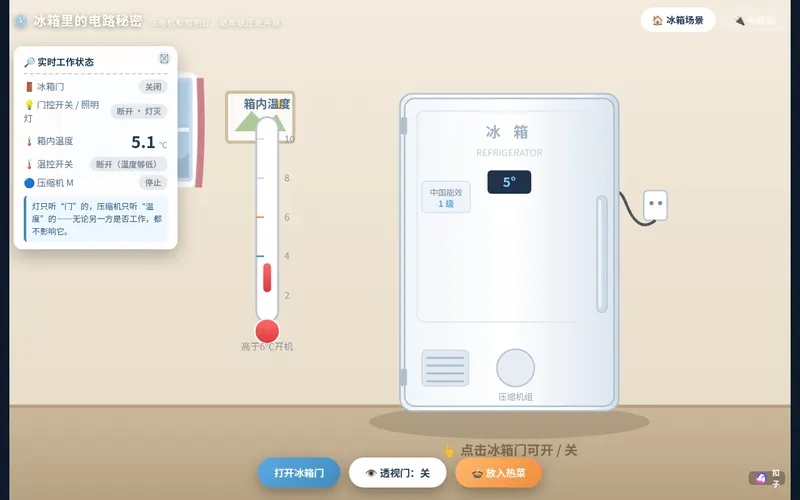 冰箱里的电路秘密
🏠 冰箱场景
🔎 实时工作状态
🚪 冰箱门
关闭
💡 门控开关 / 照明灯
断开 · 灯灭
🌡️ 箱内温度
5.1 °C
🌡️ 温控开关
断开（温度够低）
🔵 压缩机 M
停止
灯只听“门”的，压缩机只听“温度”的——无论另一方是否工作，都不影响它。
箱内温度
10
8
6
4
2
高于6°C开机
冰 箱
REFRIGERATOR
5°
中国能效
1 级
压缩机组
👆 点击冰箱门可开 / 关
打开冰箱门
👁️ 透视门：关
🍲 放入热菜
扣子